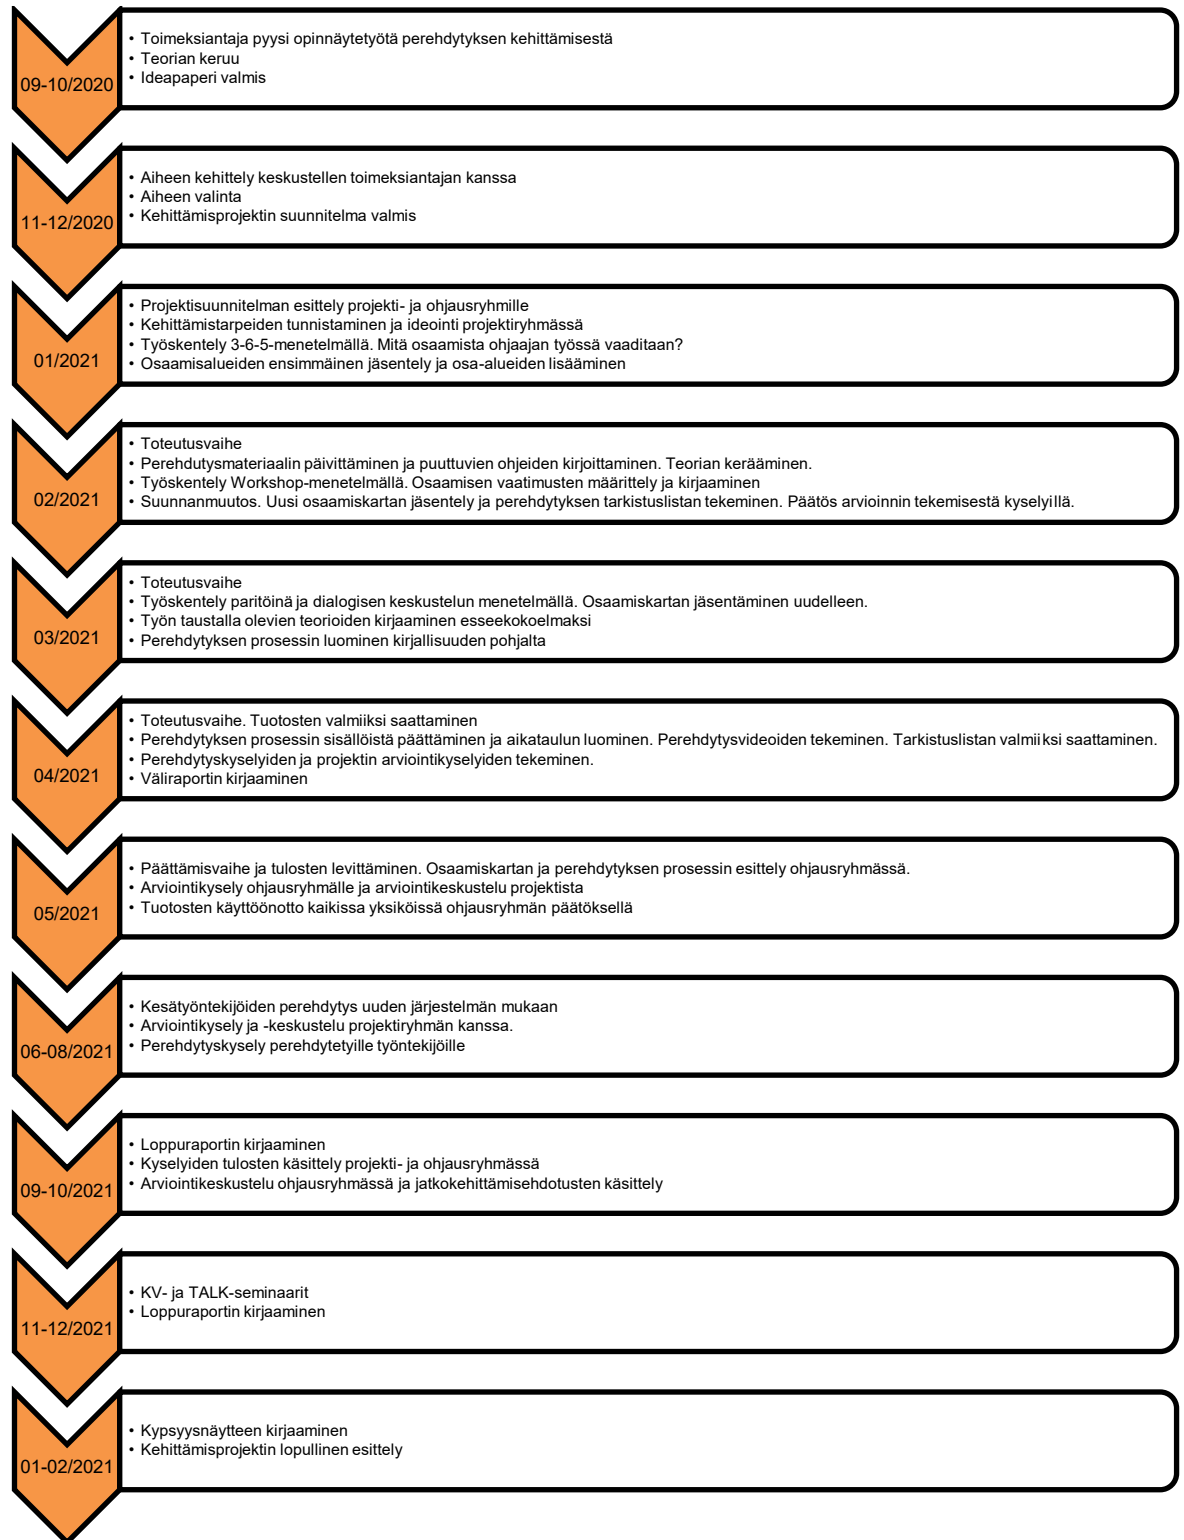 09-10/2020
• Toimeksiantaja pyysi opinnäytetyötä perehdytyksen kehittämisestä
• Teorian keruu
• Ideapaperi valmis
11-12/2020
• Aiheen kehittely keskustellen toimeksiantajan kanssa
• Aiheen valinta
• Kehittämisprojektin suunnitelma valmis
01/2021
• Projektisuunnitelman esittely projekti- ja ohjausryhmille
• Kehittämistarpeiden tunnistaminen ja ideointi projektiryhmässä
• Työskentely 3-6-5-menetelmällä. Mitä osaamista ohjaajan työssä vaaditaan?
• Osaamisalueiden ensimmäinen jäsentely ja osa-alueiden lisääminen
02/2021
• Toteutusvaihe
• Perehdutysmateriaalin päivittäminen ja puuttuvien ohjeiden kirjoittaminen. Teorian kerääminen.
• Työskentely Workshop-menetelmällä. Osaamisen vaatimusten määrittely ja kirjaaminen
• Suunnanmuutos. Uusi osaamiskartan jäsentely ja perehdytyksen tarkistuslistan tekeminen. Päätös arvioinnin tekemisestä kyselyillä.
03/2021
• Toteutusvaihe
• Työskentely paritöinä ja dialogisen keskustelun menetelmällä. Osaamiskartan jäsentäminen uudelleen.
• Työn taustalla olevien teorioiden kirjaaminen esseekokoelmaksi
• Perehdytyksen prosessin luominen kirjallisuuden pohjalta
04/2021
• Toteutusvaihe. Tuotosten valmiiksi saattaminen
• Perehdytyksen prosessin sisällöistä päättäminen ja aikataulun luominen. Perehdytysvideoiden tekeminen. Tarkistuslistan valmiiksi saattaminen.
• Perehdytyskyselyiden ja projektin arviointikyselyiden tekeminen.
• Väliraportin kirjaaminen
05/2021
• Päättämisvaihe ja tulosten levittäminen. Osaamiskartan ja perehdytyksen prosessin esittely ohjausryhmässä.
• Arviointikysely ohjausryhmälle ja arviointikeskustelu projektista
• Tuotosten käyttöönotto kaikissa yksiköissä ohjausryhmän päätöksellä
06-08/2021
• Kesätyöntekijöiden perehdytys uuden järjestelmän mukaan
• Arviointikysely ja -keskustelu projektiryhmän kanssa.
• Perehdytyskysely perehdytetyille työntekijöille
09-10/2021
• Loppuraportin kirjaaminen
• Kyselyiden tulosten käsittely projekti- ja ohjausryhmässä
• Arviointikeskustelu ohjausryhmässä ja jatkokehittämisehdotusten käsittely
11-12/2021
• KV- ja TALK-seminaarit
• Loppuraportin kirjaaminen
01-02/2021
• Kypsyysnäytteen kirjaaminen
• Kehittämisprojektin lopullinen esittely